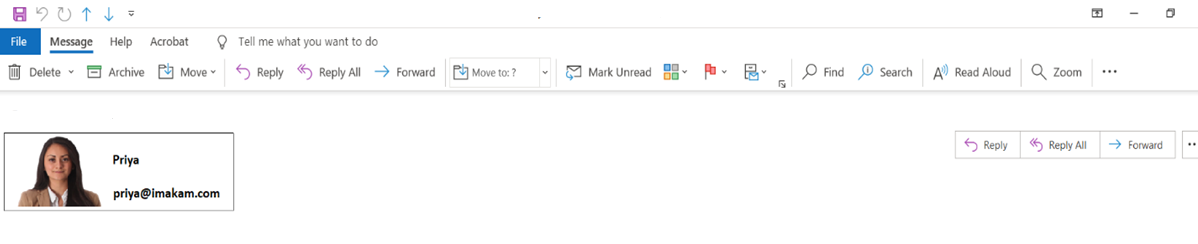 File Message Help Acrobat Tell me what you want to do
Delete Archive Move Reply Reply All Forward Move to: ? Mark Unread Find Search Read Aloud Zoom ...
Priya
priya@imakam.com
Reply Reply All Forward